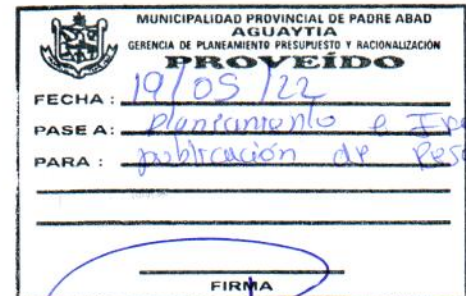 MUNICIPALIDAD PROVINCIAL DE PADRE ABAD
AGUAYTIA
GERENCIA DE PLANEAMIENTO PRESUPUESTO Y RACIONALIZACIÓN
PROVEÍDO
FECHA : 19/05/22
PASE A: planeamiento e
PARA : publicación de
FIRMA